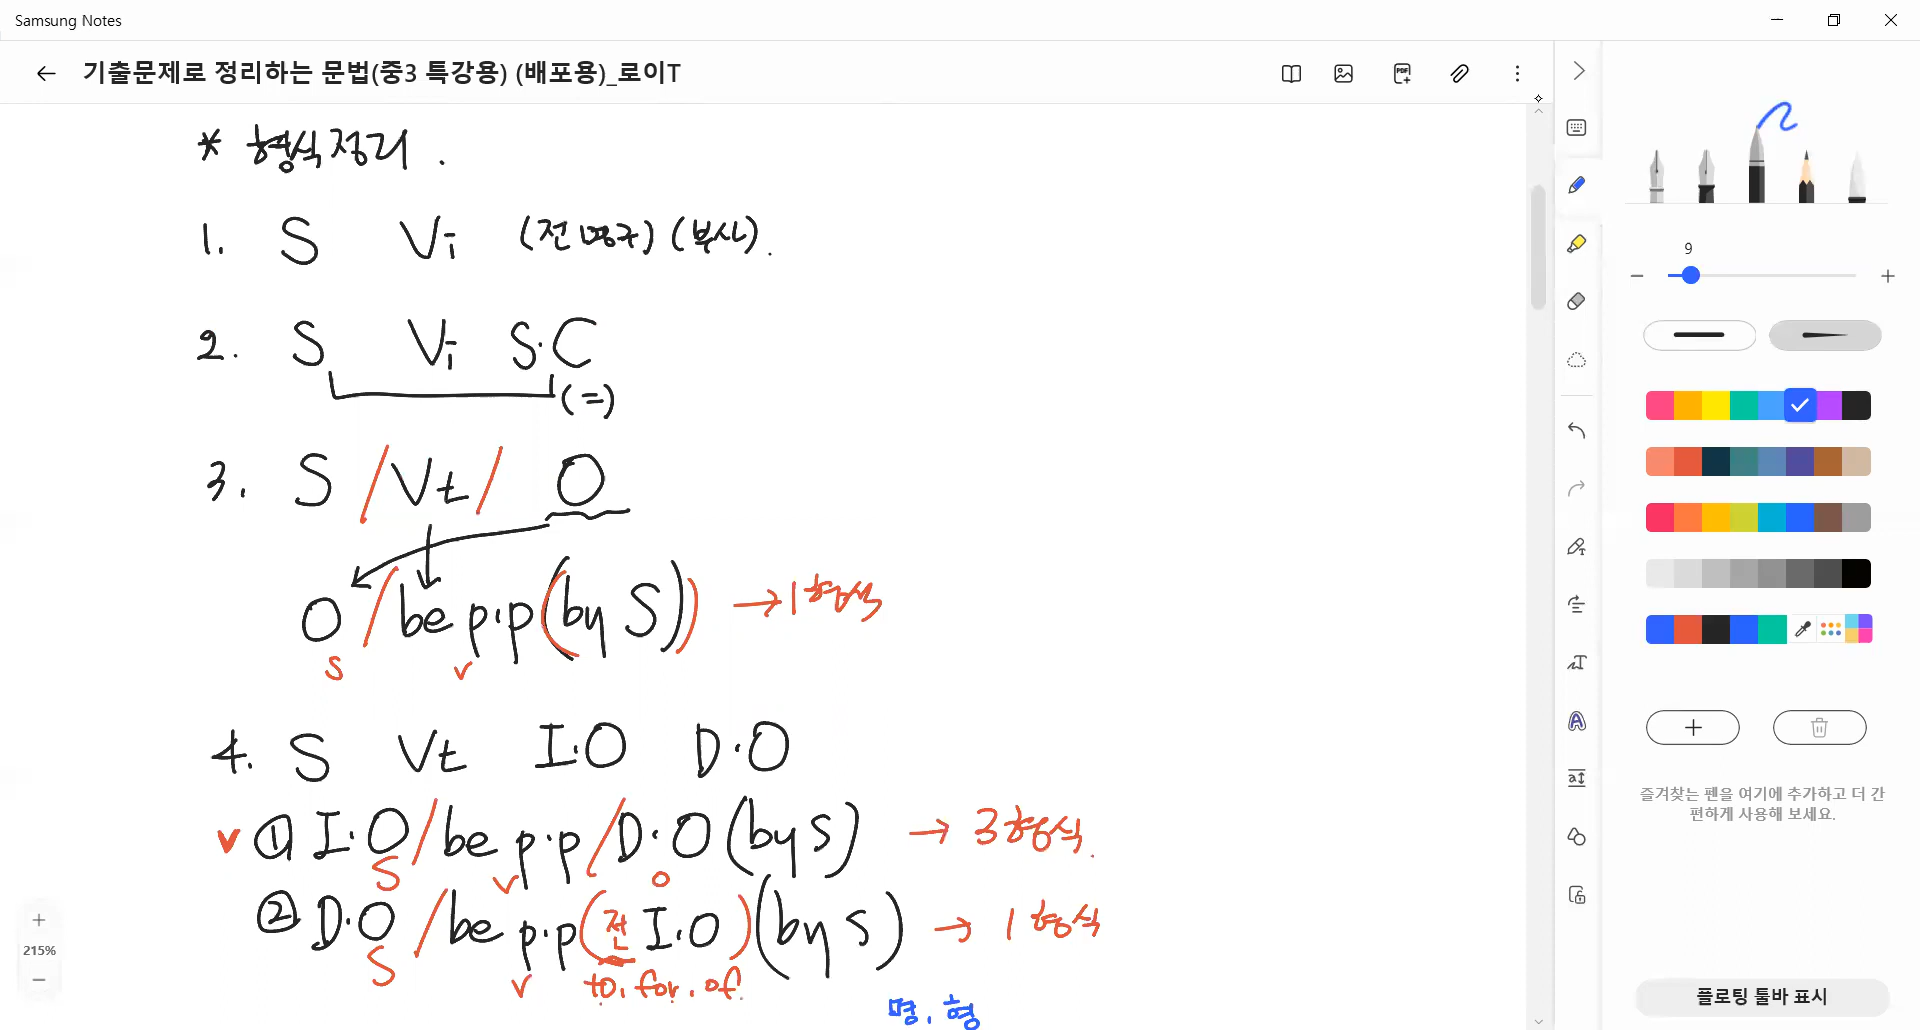 Samsung Notes
기출문제로 정리하는 문법(중3 특강용) (배포용)_로이T
* 형식정리.
1. S Vi (전명구) (부사).
2. S Vi S·C
(=)
3. S / Vt / O
O / be p·p (by S) → 1형식
S V
4. S Vt I·O D·O
V ① I·O / be p·p / D·O (by S) → 3형식.
S V O
② D·O / be p·p (전 I·O) (by S) → 1형식
S V to. for. of.
명. 형
9
즐겨찾는 펜을 여기에 추가하고 더 간
편하게 사용해 보세요.
플로팅 툴바 표시
215%